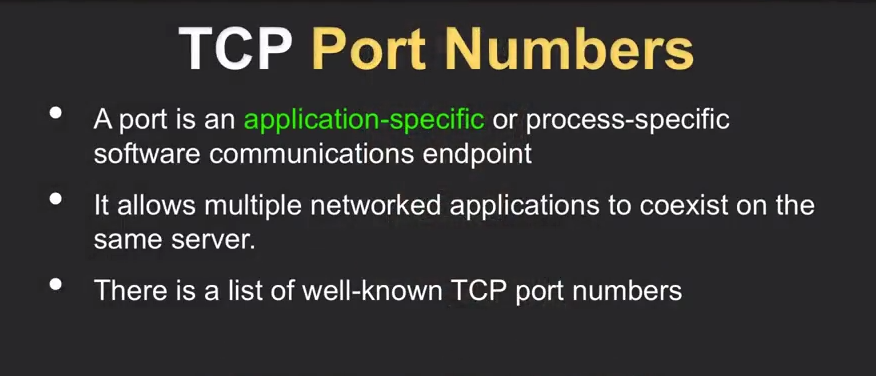 TCP Port Numbers
• A port is an application-specific or process-specific
software communications endpoint
• It allows multiple networked applications to coexist on the
same server.
• There is a list of well-known TCP port numbers